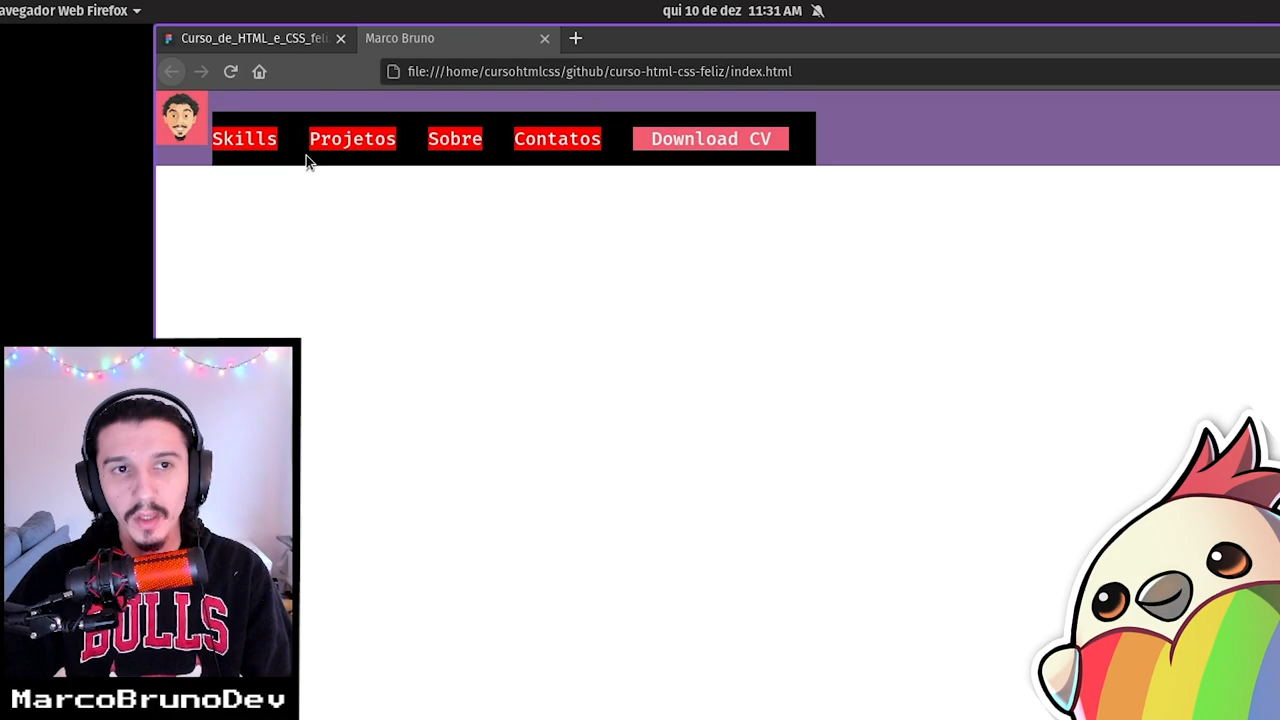 avegador Web Firefox
qui 10 de dez 11:31 AM
Curso_de_HTML_e_CSS_feli
Marco Bruno
file:///home/cursohtmlcss/github/curso-html-css-feliz/index.html
Skills Projetos Sobre Contatos Download CV
BULLS
MarcoBrunoDev